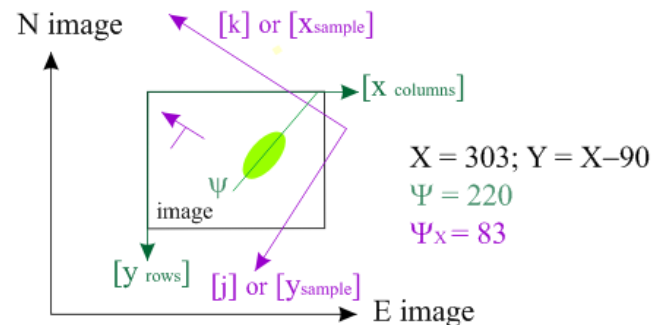 N image
[k] or [xsample]
[x columns]
X = 303; Y = X–90
Ψ
Ψ = 220
image
ΨX = 83
[y rows]
[j] or [ysample]
E image